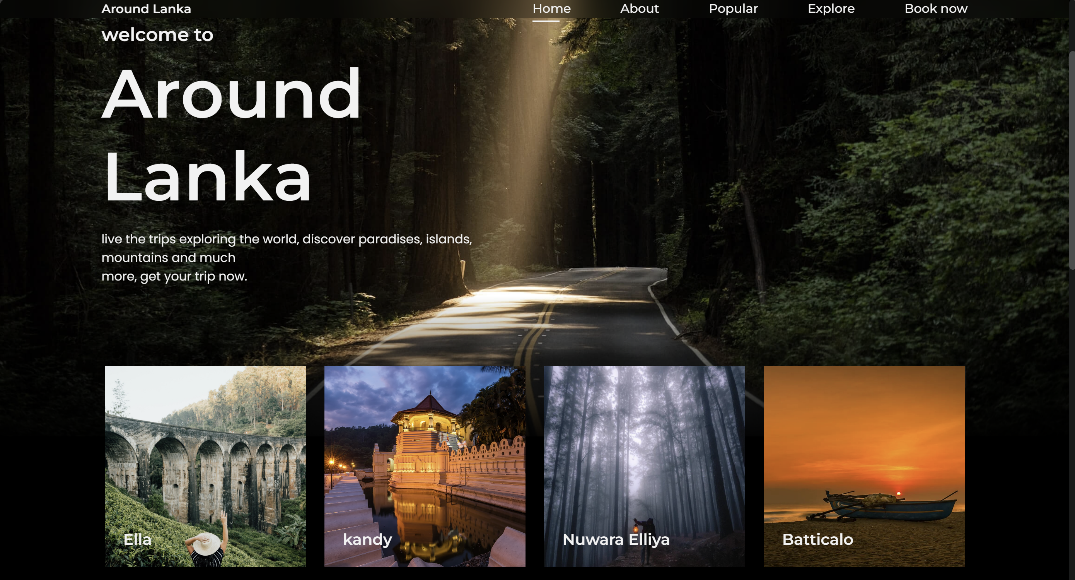 Around Lanka
Home
About
Popular
Explore
Book now
welcome to
Around
Lanka
live the trips exploring the world, discover paradises, islands,
mountains and much
more, get your trip now.
Ella
kandy
Nuwara Elliya
Batticalo